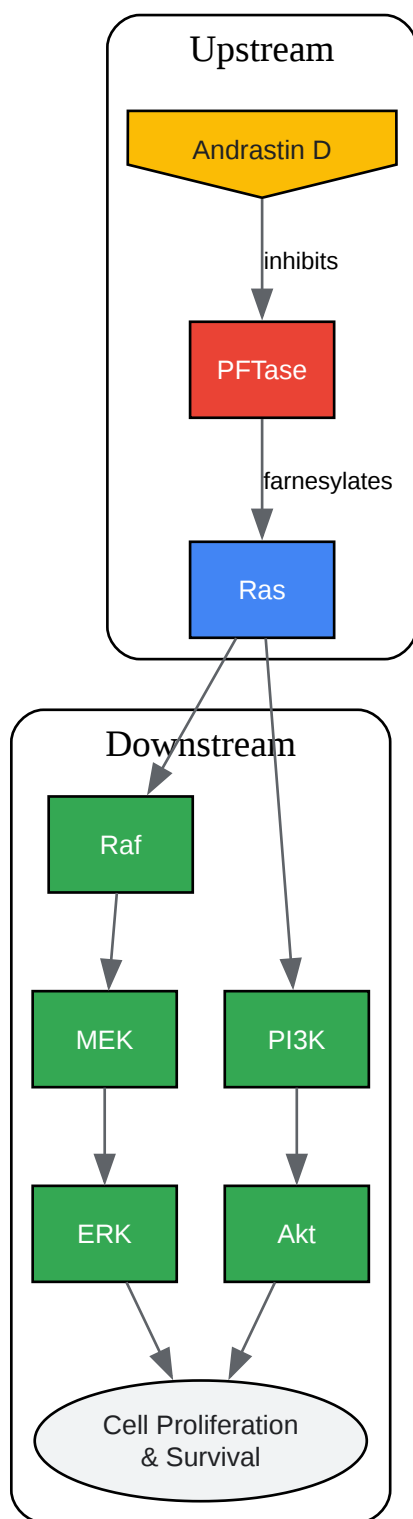 Upstream
Andrastin D
inhibits
PFTase
farnesylates
Ras
Downstream
Raf
MEK
PI3K
ERK
Akt
Cell Proliferation
& Survival